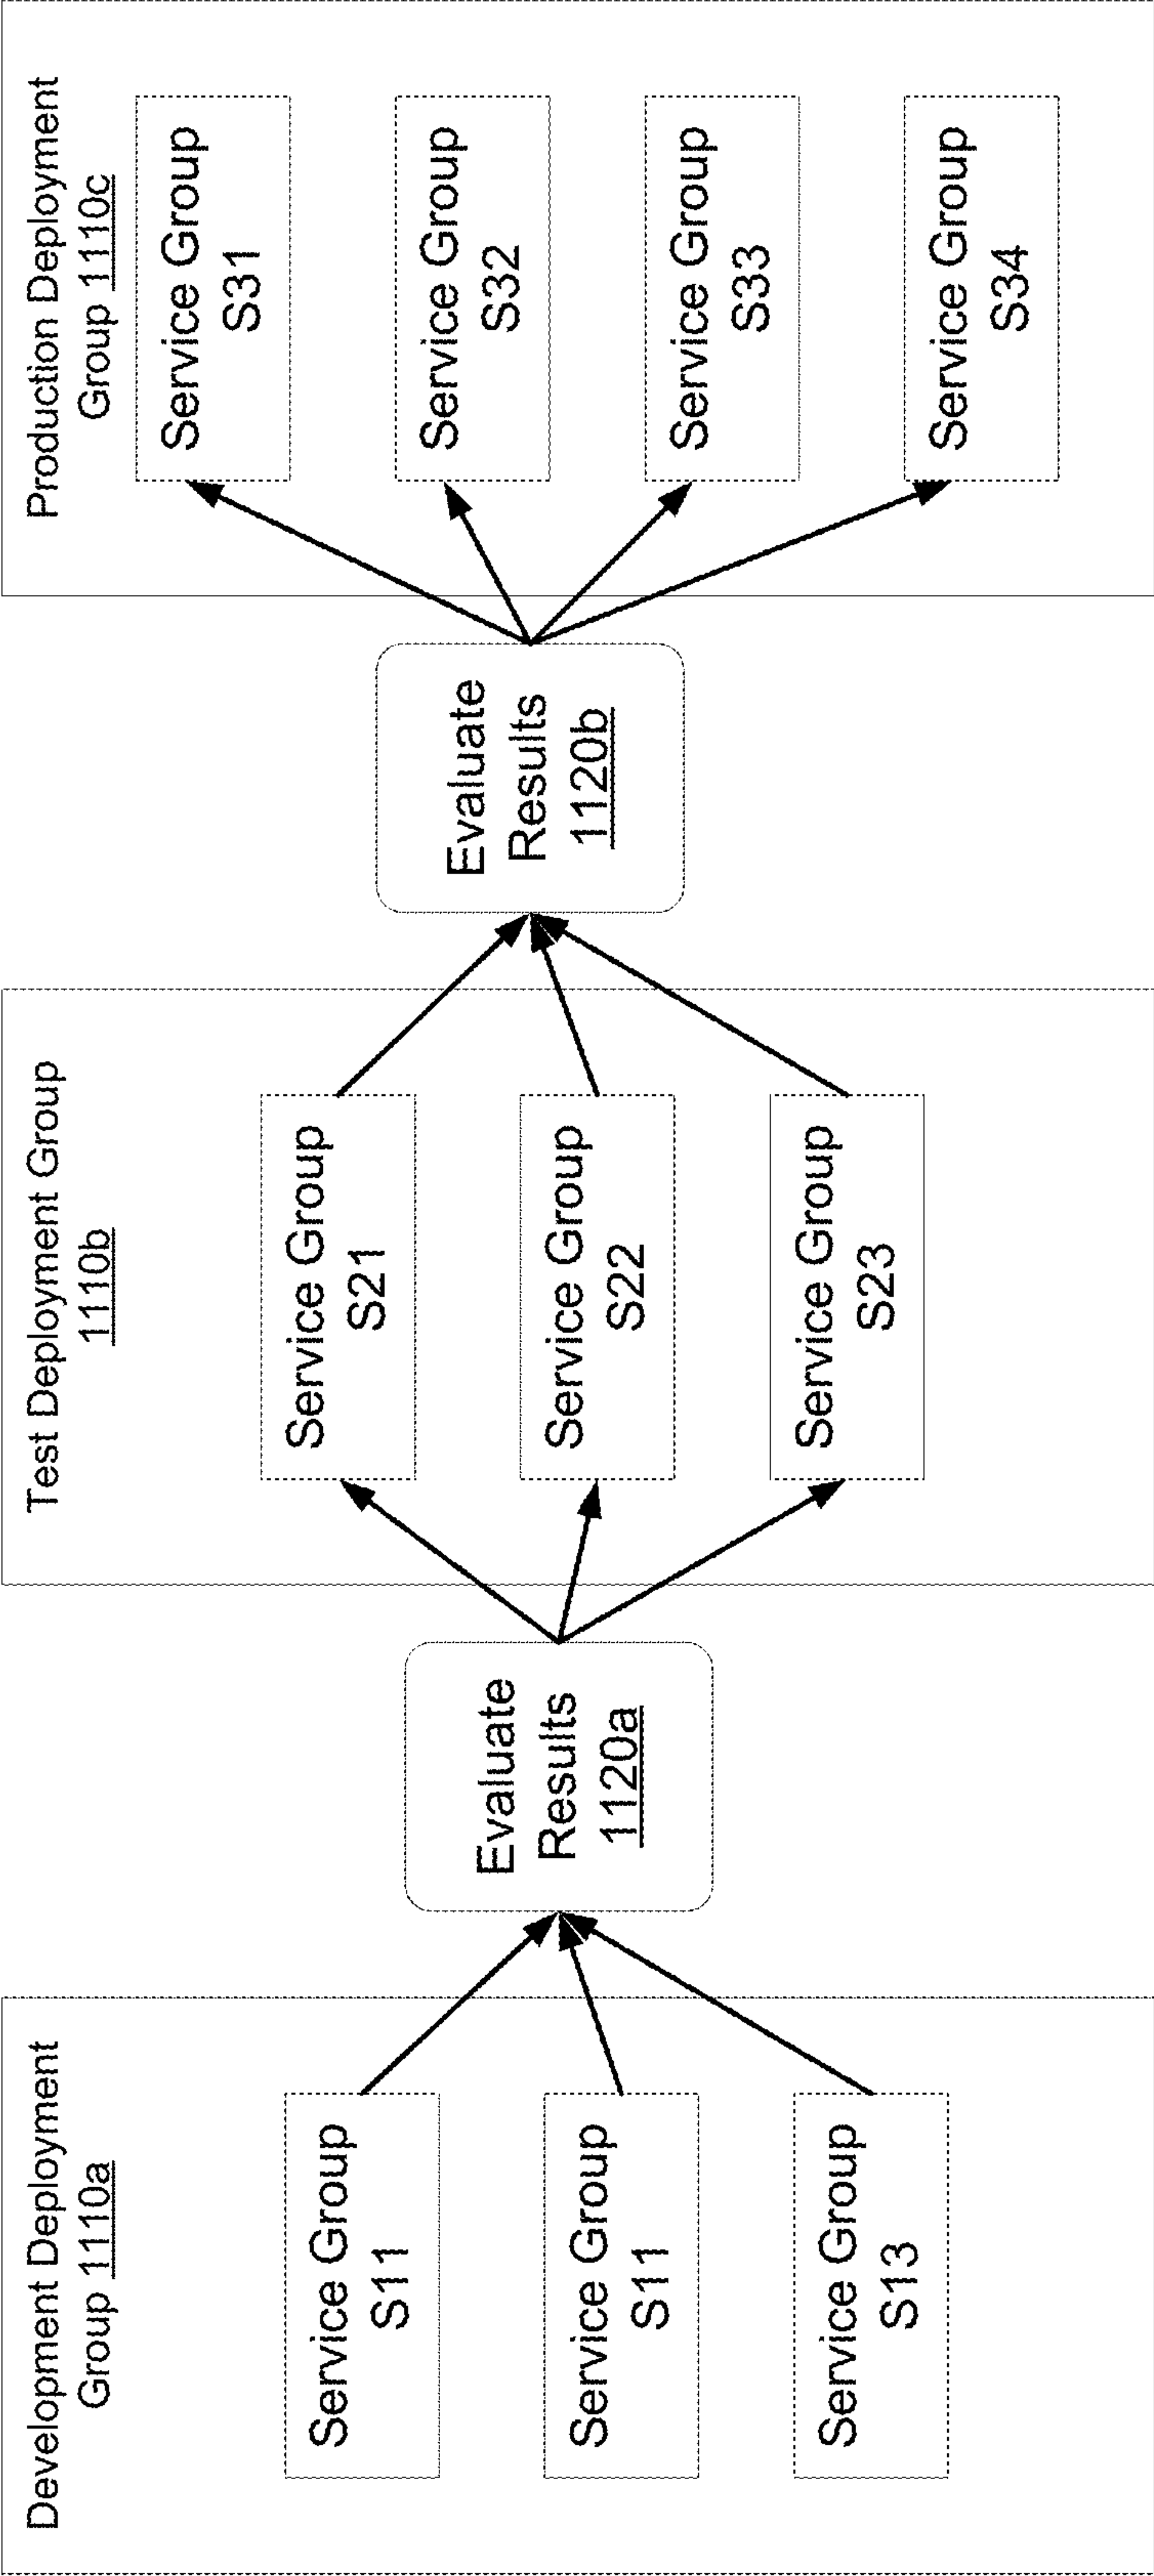 Development Deployment
Group 1110a
Service Group
S11
Service Group
S11
Service Group
S13
Evaluate
Results
1120a
Test Deployment Group
1110b
Service Group
S21
Service Group
S22
Service Group
S23
Evaluate
Results
1120b
Production Deployment
Group 1110c
Service Group
S31
Service Group
S32
Service Group
S33
Service Group
S34